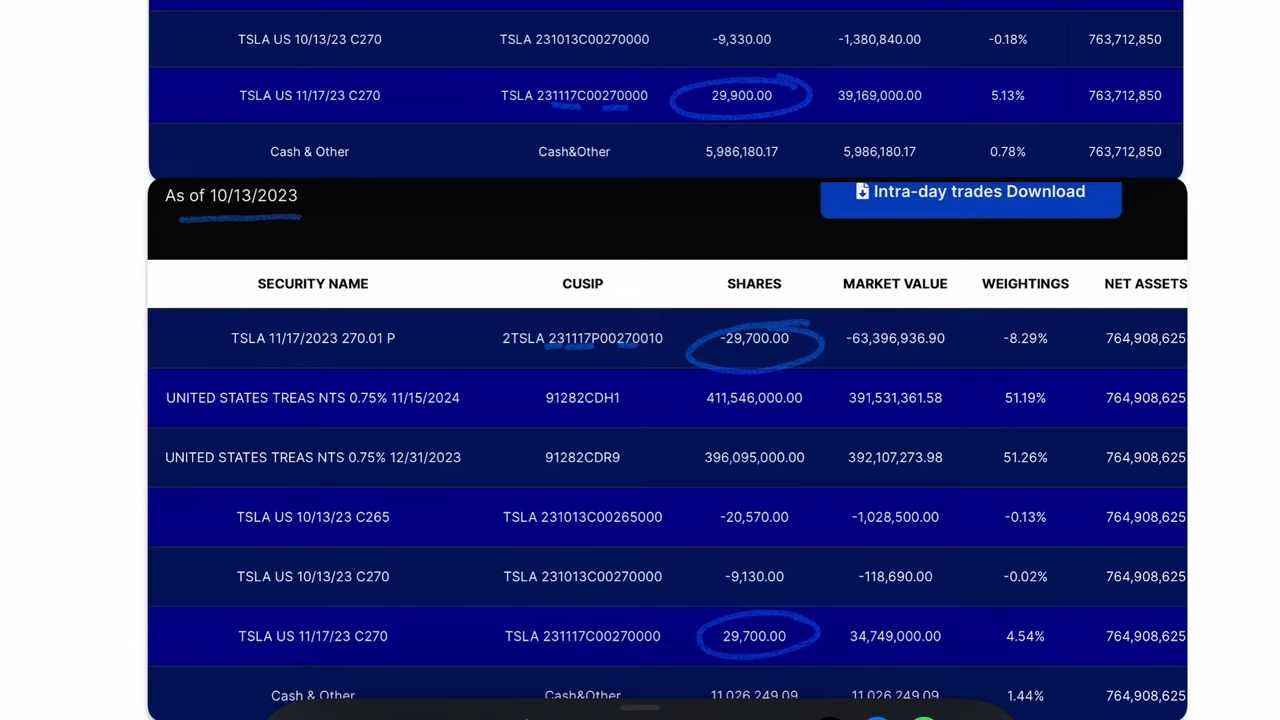 TSLA US 10/13/23 C270 TSLA 231013C00270000 -9,330.00 -1,380,840.00 -0.18% 763,712,850
TSLA US 11/17/23 C270 TSLA 231117C00270000 29,900.00 39,169,000.00 5.13% 763,712,850
Cash & Other Cash&Other 5,986,180.17 5,986,180.17 0.78% 763,712,850
As of 10/13/2023 Intra-day trades Download
SECURITY NAME CUSIP SHARES MARKET VALUE WEIGHTINGS NET ASSETS
TSLA 11/17/2023 270.01 P 2TSLA 231117P00270010 -29,700.00 -63,396,936.90 -8.29% 764,908,625
UNITED STATES TREAS NTS 0.75% 11/15/2024 91282CDH1 411,546,000.00 391,531,361.58 51.19% 764,908,625
UNITED STATES TREAS NTS 0.75% 12/31/2023 91282CDR9 396,095,000.00 392,107,273.98 51.26% 764,908,625
TSLA US 10/13/23 C265 TSLA 231013C00265000 -20,570.00 -1,028,500.00 -0.13% 764,908,625
TSLA US 10/13/23 C270 TSLA 231013C00270000 -9,130.00 -118,690.00 -0.02% 764,908,625
TSLA US 11/17/23 C270 TSLA 231117C00270000 29,700.00 34,749,000.00 4.54% 764,908,625
Cash & Other Cash&Other 11,026,249.09 11,026,249.09 1.44% 764,908,625